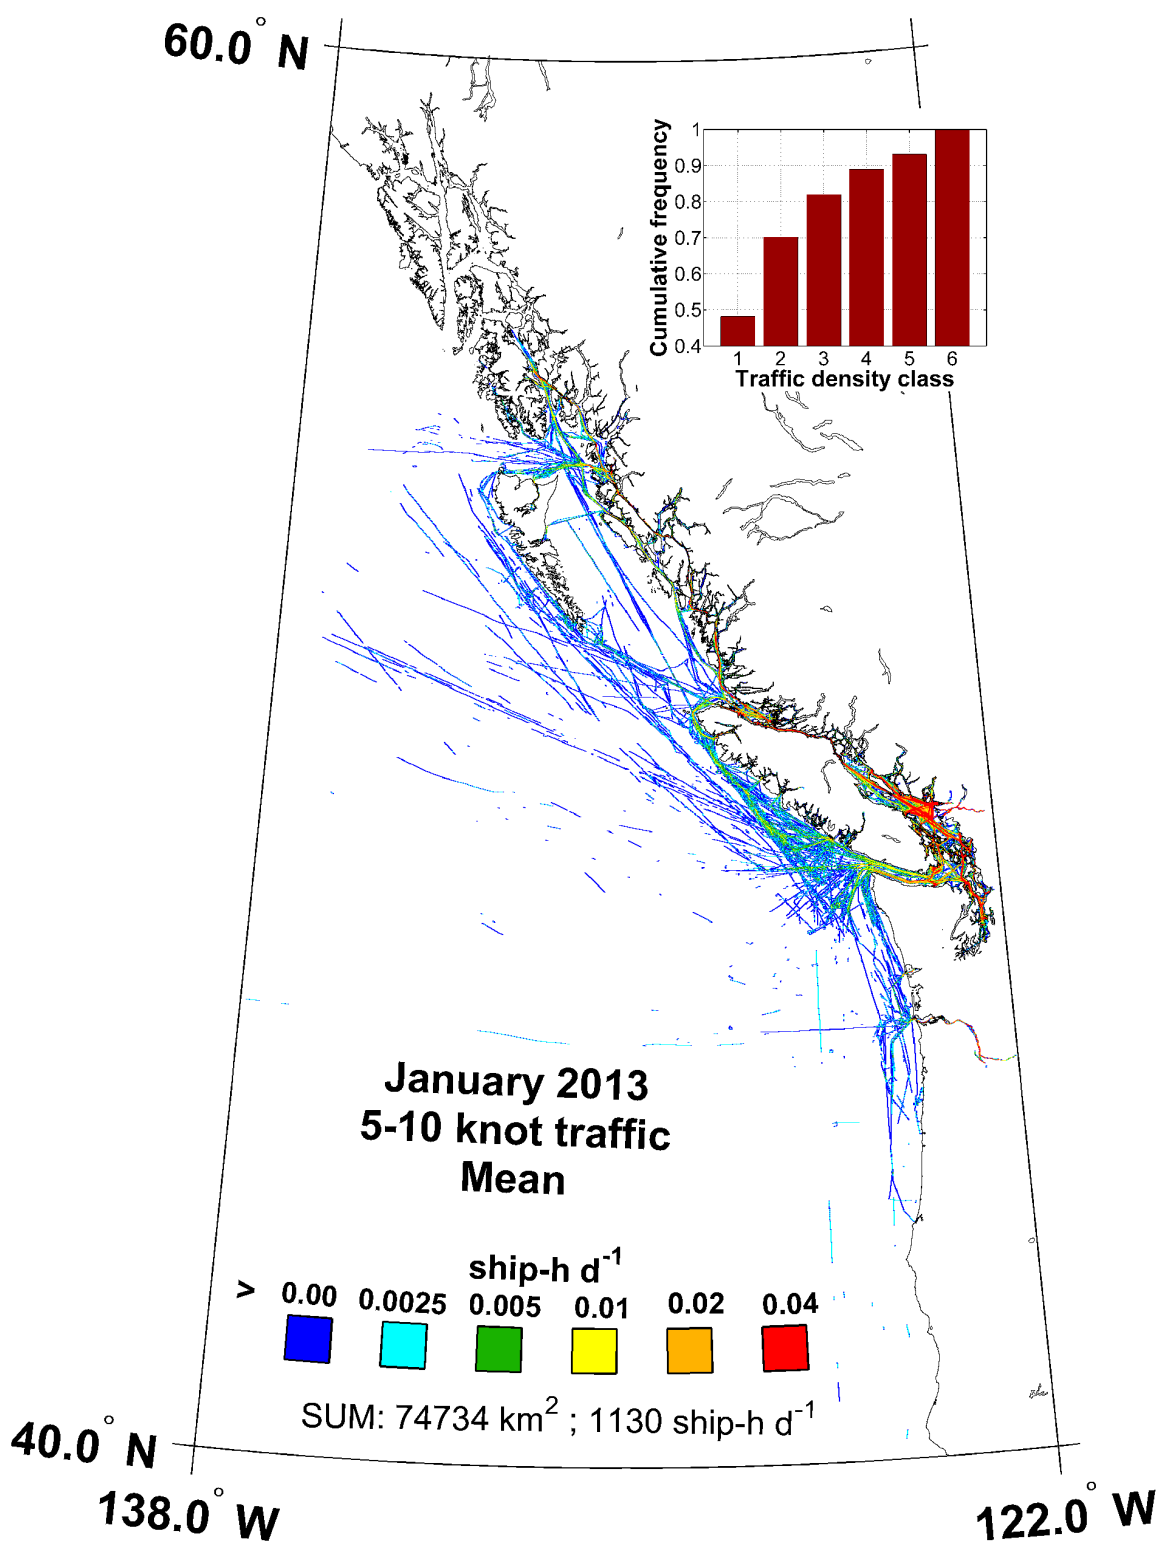 60.0° N
Cumulative frequency
1
0.9
0.8
0.7
0.6
0.5
0.4
1 2 3 4 5 6
Traffic density class
January 2013
5-10 knot traffic
Mean
ship-h d⁻¹
> 0.00 0.0025 0.005 0.01 0.02 0.04
SUM: 74734 km² ; 1130 ship-h d⁻¹
40.0° N
138.0° W
122.0° W